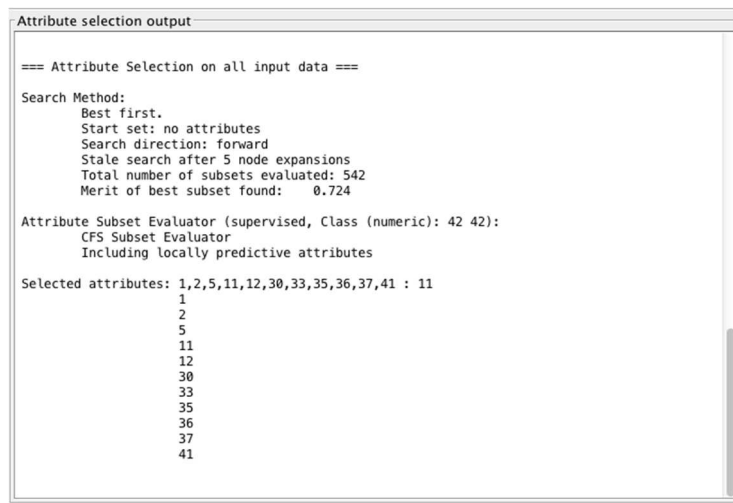 Attribute selection output
=== Attribute Selection on all input data ===
Search Method:
Best first.
Start set: no attributes
Search direction: forward
Stale search after 5 node expansions
Total number of subsets evaluated: 542
Merit of best subset found: 0.724
Attribute Subset Evaluator (supervised, Class (numeric): 42 42):
CFS Subset Evaluator
Including locally predictive attributes
Selected attributes: 1,2,5,11,12,30,33,35,36,37,41 : 11
1
2
5
11
12
30
33
35
36
37
41